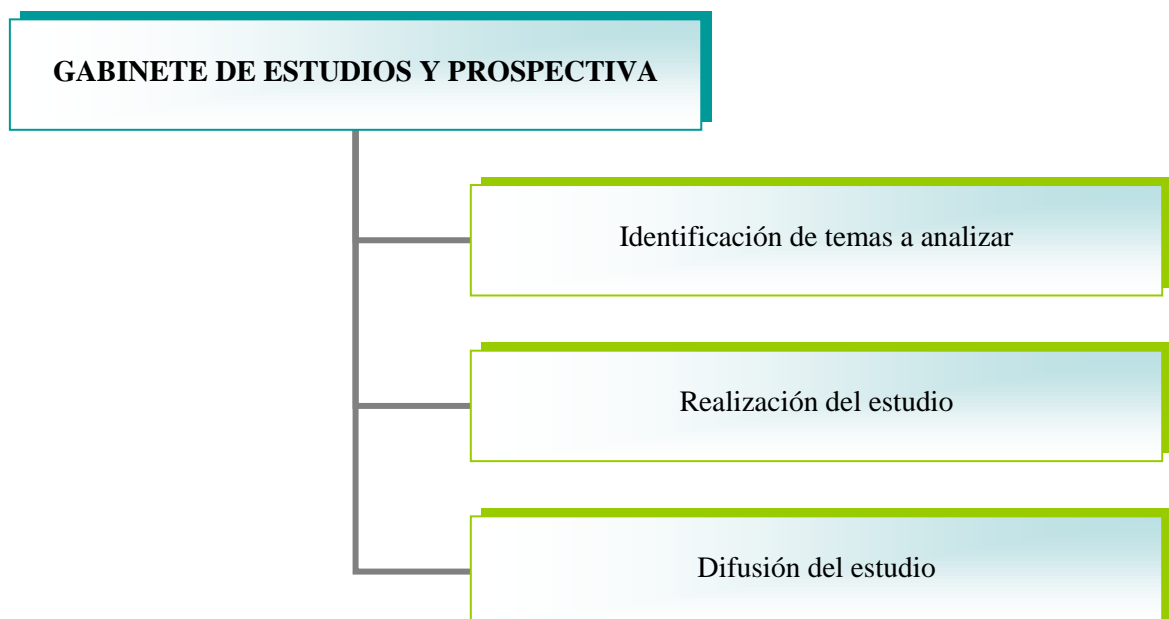 GABINETE DE ESTUDIOS Y PROSPECTIVA
Identificación de temas a analizar
Realización del estudio
Difusión del estudio